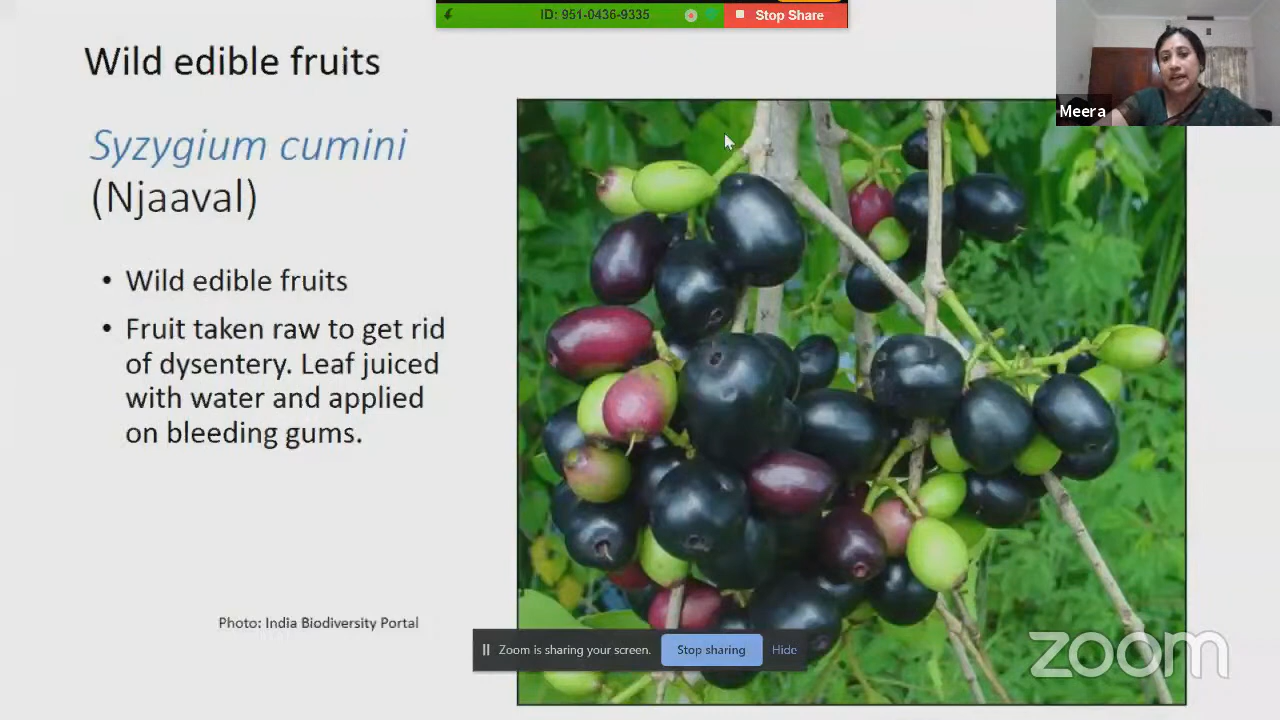 ID: 951-0436-9335
Stop Share
Wild edible fruits
Meera
Syzygium cumini
(Njaaval)
• Wild edible fruits
• Fruit taken raw to get rid
of dysentery. Leaf juiced
with water and applied
on bleeding gums.
Photo: India Biodiversity Portal
Zoom is sharing your screen.
Stop sharing
Hide
zoom